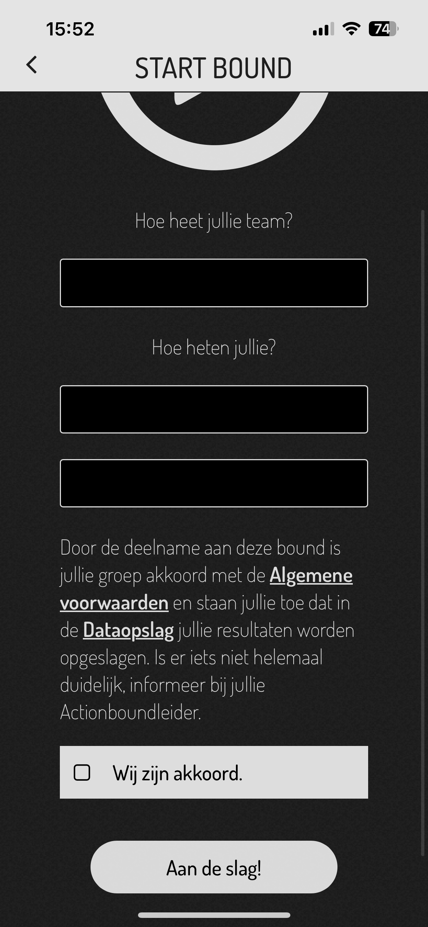 15:52
74
START BOUND
Hoe heet jullie team?
Hoe heten jullie?
Door de deelname aan deze bound is
jullie groep akkoord met de Algemene
voorwaarden en staan jullie toe dat in
de Dataopslag jullie resultaten worden
opgeslagen. Is er iets niet helemaal
duidelijk, informeer bij jullie
Actionboundleider.
Wij zijn akkoord.
Aan de slag!